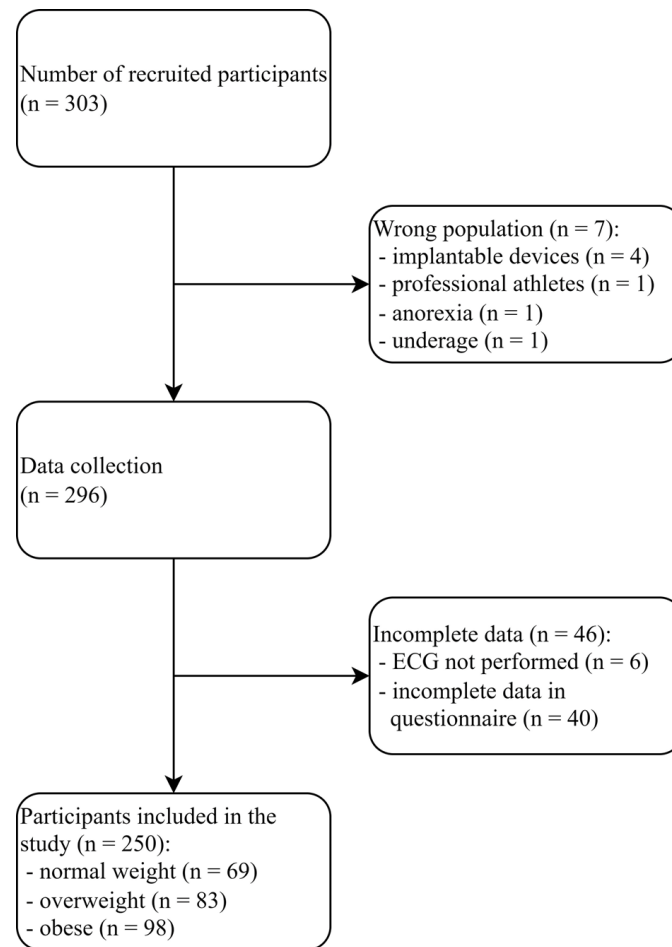 Number of recruited participants
(n = 303)
Wrong population (n = 7):
- implantable devices (n = 4)
- professional athletes (n = 1)
- anorexia (n = 1)
- underage (n = 1)
Data collection
(n = 296)
Incomplete data (n = 46):
- ECG not performed (n = 6)
- incomplete data in
questionnaire (n = 40)
Participants included in the
study (n = 250):
- normal weight (n = 69)
- overweight (n = 83)
- obese (n = 98)